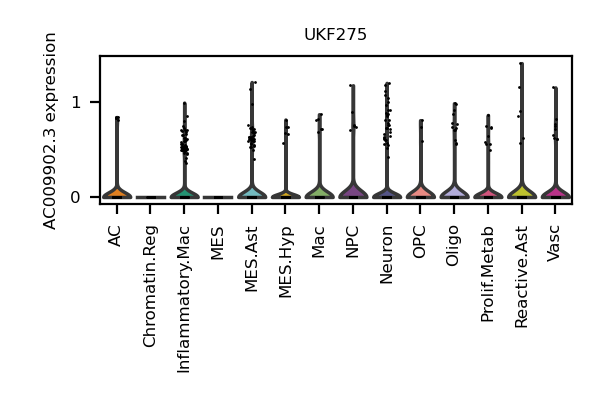 UKF275
AC009902.3 expression
1
0
AC
Chromatin.Reg
Inflammatory.Mac
MES
MES.Ast
MES.Hyp
Mac
NPC
Neuron
OPC
Oligo
Prolif.Metab
Reactive.Ast
Vasc